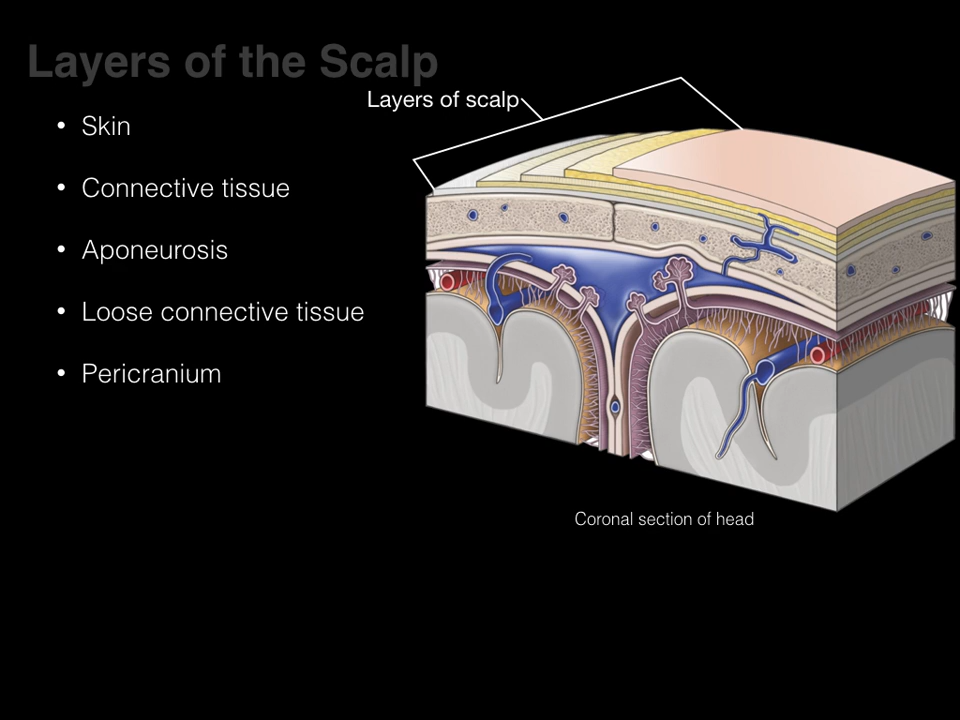 Layers of the Scalp
Layers of scalp
• Skin
• Connective tissue
• Aponeurosis
• Loose connective tissue
• Pericranium
Coronal section of head